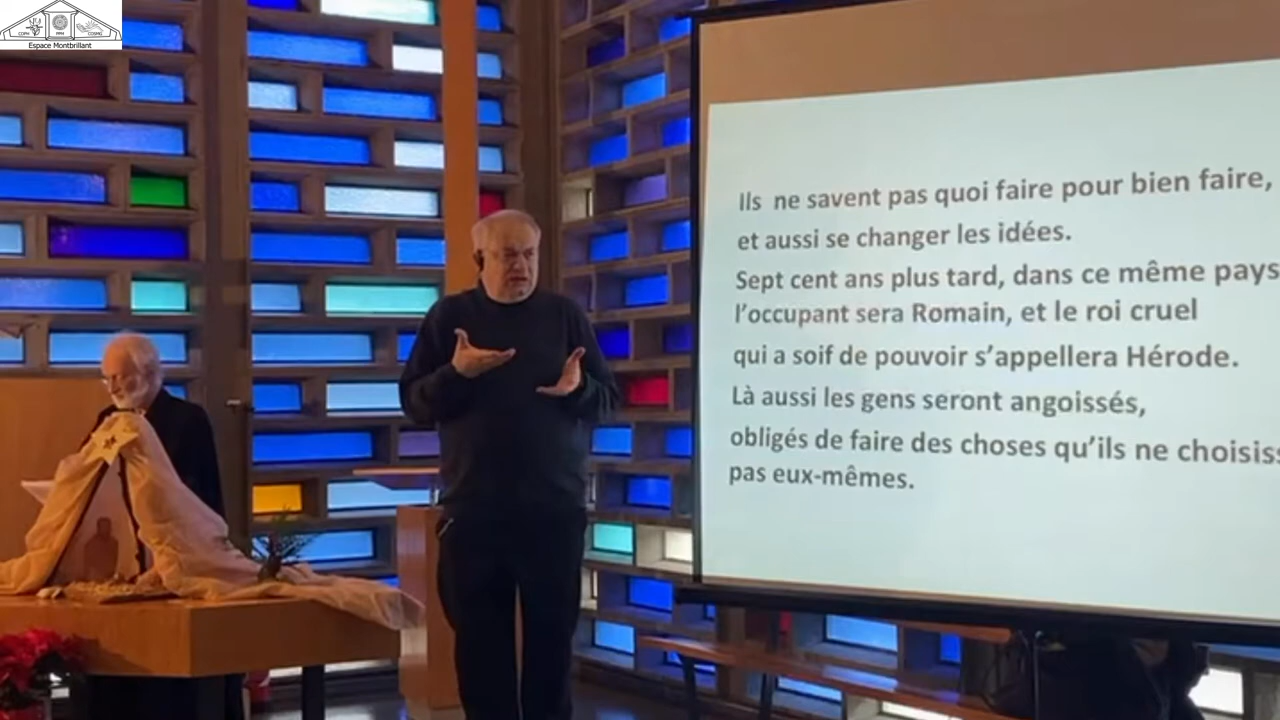 Espace Montbrillant
Ils ne savent pas quoi faire pour bien faire,
et aussi se changer les idées.
Sept cent ans plus tard, dans ce même pays
l'occupant sera Romain, et le roi cruel
qui a soif de pouvoir s'appellera Hérode.
Là aussi les gens seront angoissés,
obligés de faire des choses qu'ils ne choisiss
pas eux-mêmes.